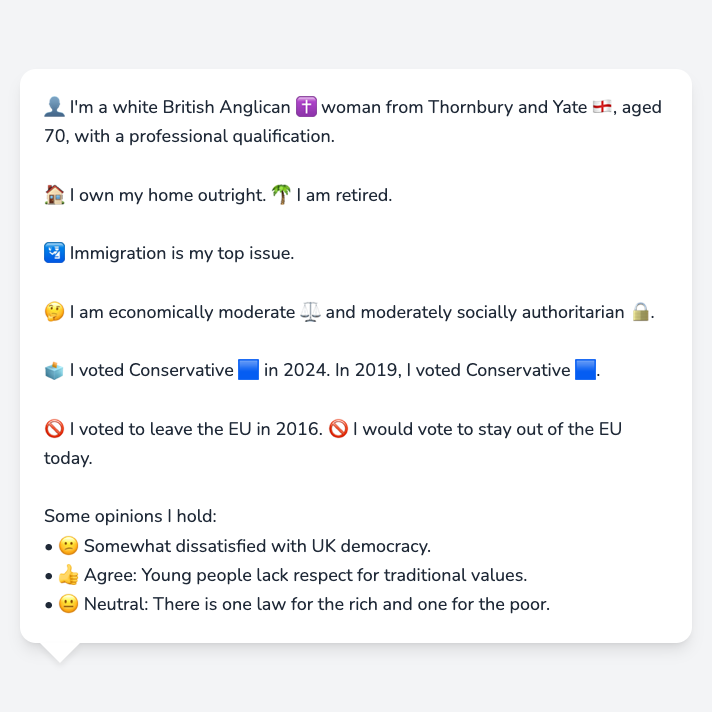 👤 I'm a white British Anglican ✝️ woman from Thornbury and Yate 🏴󠁧󠁢󠁥󠁮󠁧󠁿, aged
70, with a professional qualification.
🏠 I own my home outright. 🌴 I am retired.
🛂 Immigration is my top issue.
🤔 I am economically moderate ⚖️ and moderately socially authoritarian 🔒.
🗳️ I voted Conservative 🟦 in 2024. In 2019, I voted Conservative 🟦.
🚫 I voted to leave the EU in 2016. 🚫 I would vote to stay out of the EU
today.
Some opinions I hold:
• 😕 Somewhat dissatisfied with UK democracy.
• 👍 Agree: Young people lack respect for traditional values.
• 😐 Neutral: There is one law for the rich and one for the poor.